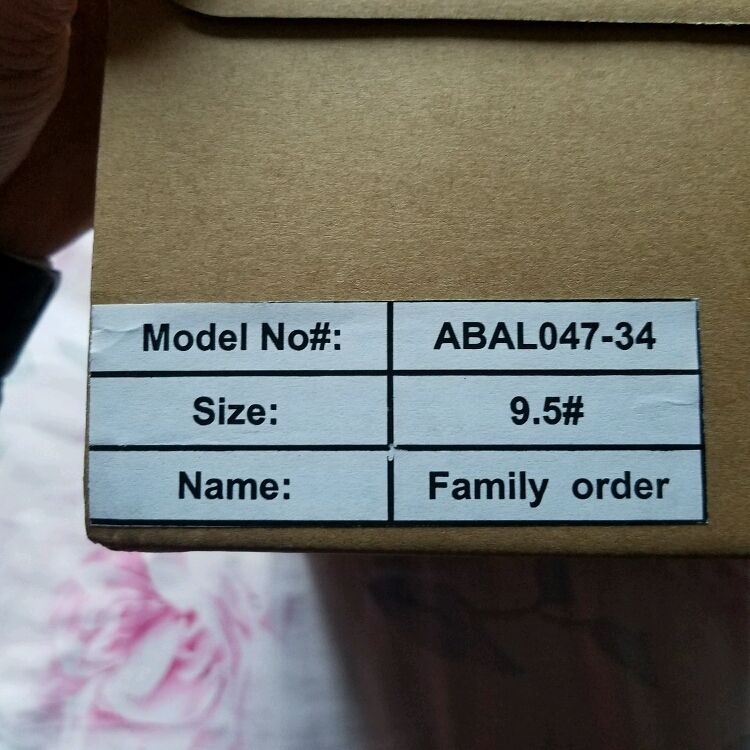 Model No#: ABAL047-34
Size: 9.5#
Name: Family order